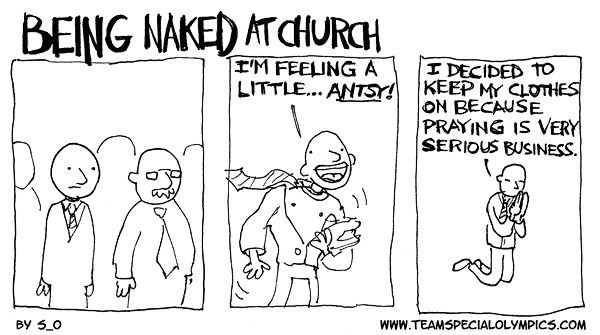 BEING NAKED AT CHURCH
I'M FEELING A
LITTLE... ANTSY!
I DECIDED TO
KEEP MY CLOTHES
ON BECAUSE
PRAYING IS VERY
SERIOUS BUSINESS.
BY S_O
WWW.TEAMSPECIALOLYMPICS.COM